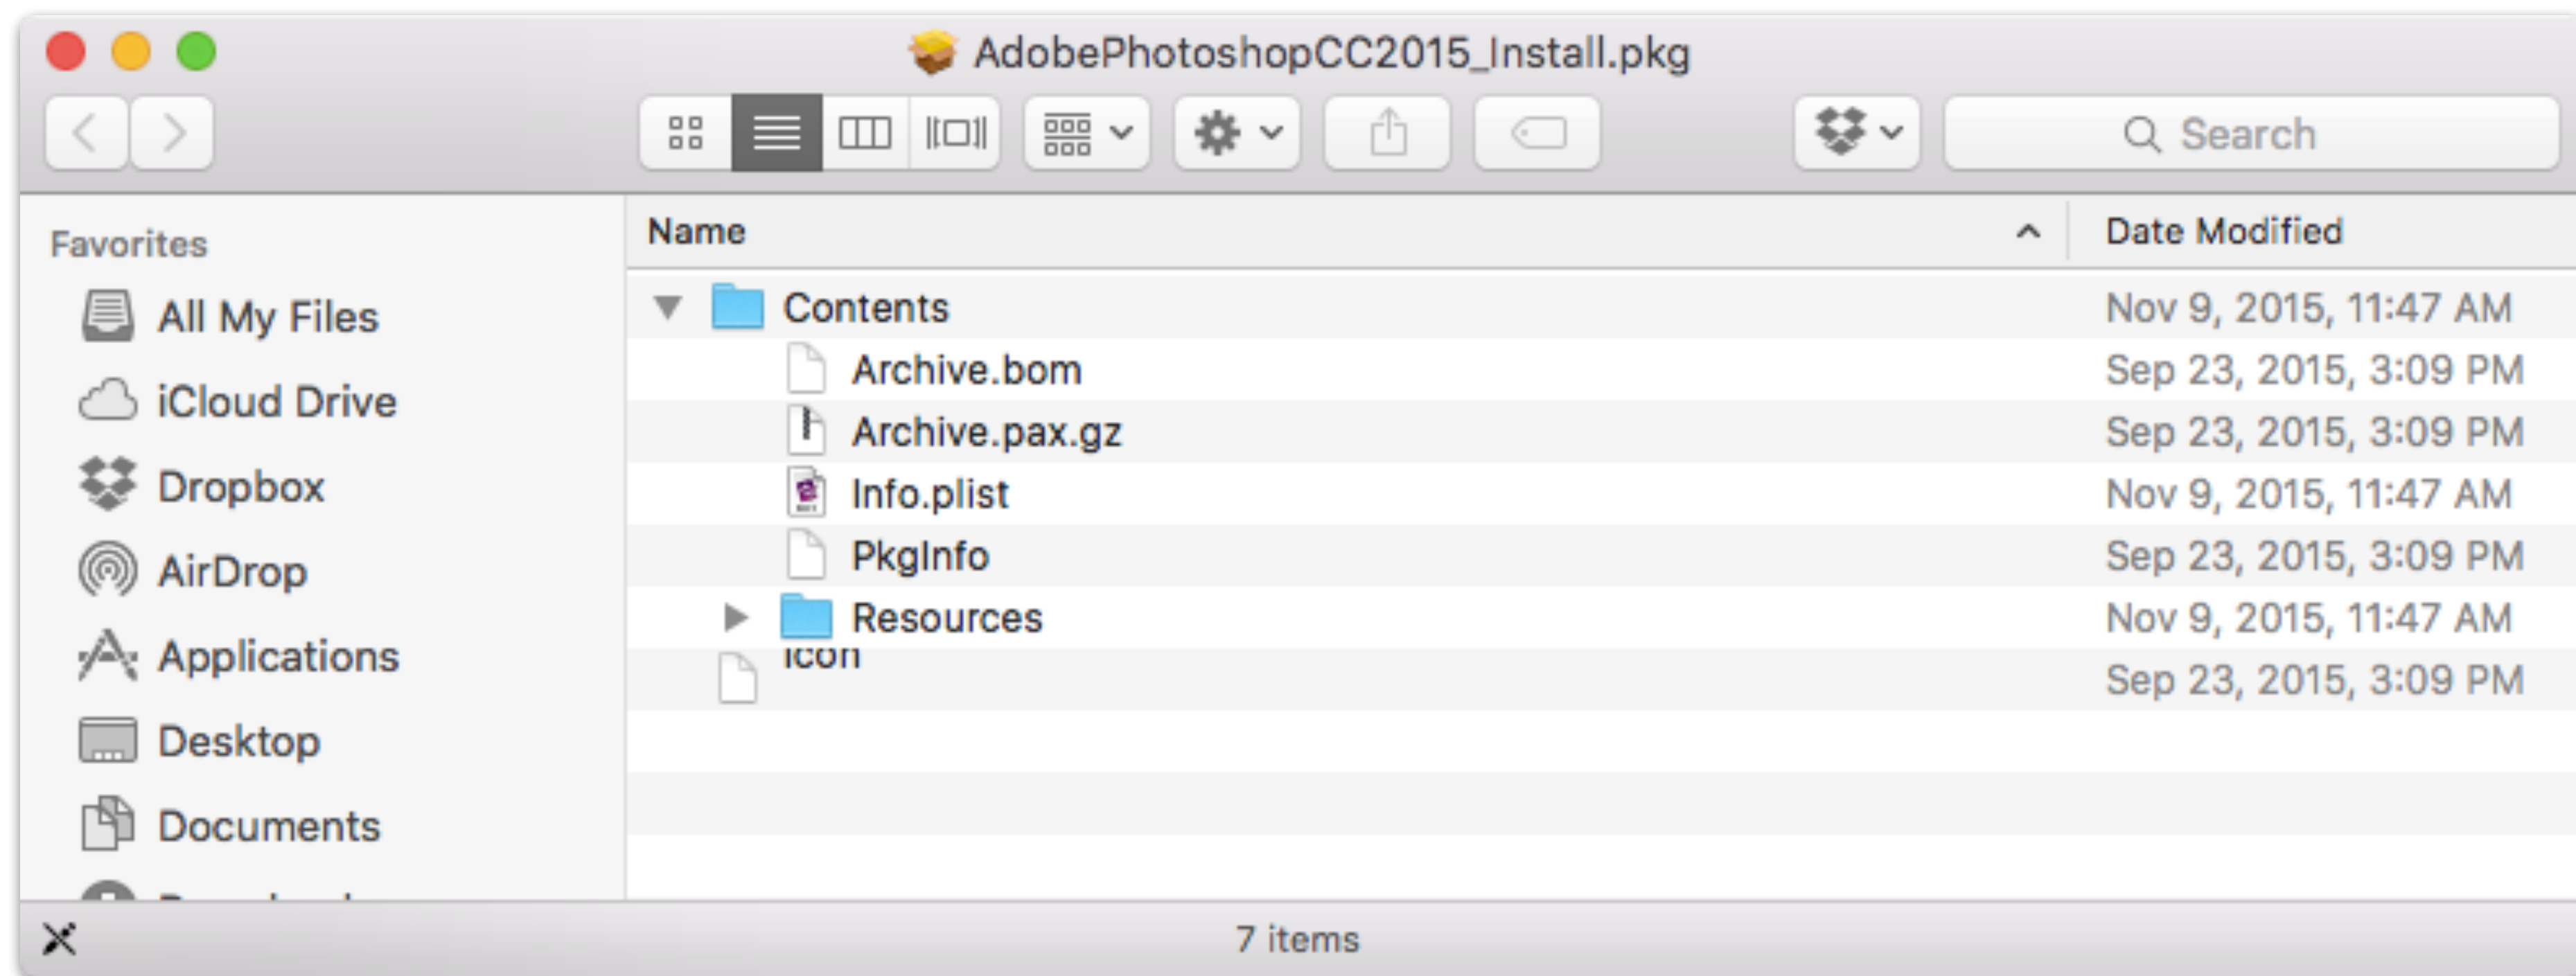 AdobePhotoshopCC2015_Install.pkg
Search
Favorites
All My Files
iCloud Drive
Dropbox
AirDrop
Applications
Desktop
Documents
Name Date Modified
Contents Nov 9, 2015, 11:47 AM
Archive.bom Sep 23, 2015, 3:09 PM
Archive.pax.gz Sep 23, 2015, 3:09 PM
Info.plist Nov 9, 2015, 11:47 AM
PkgInfo Sep 23, 2015, 3:09 PM
Resources Nov 9, 2015, 11:47 AM
Icon Sep 23, 2015, 3:09 PM
7 items